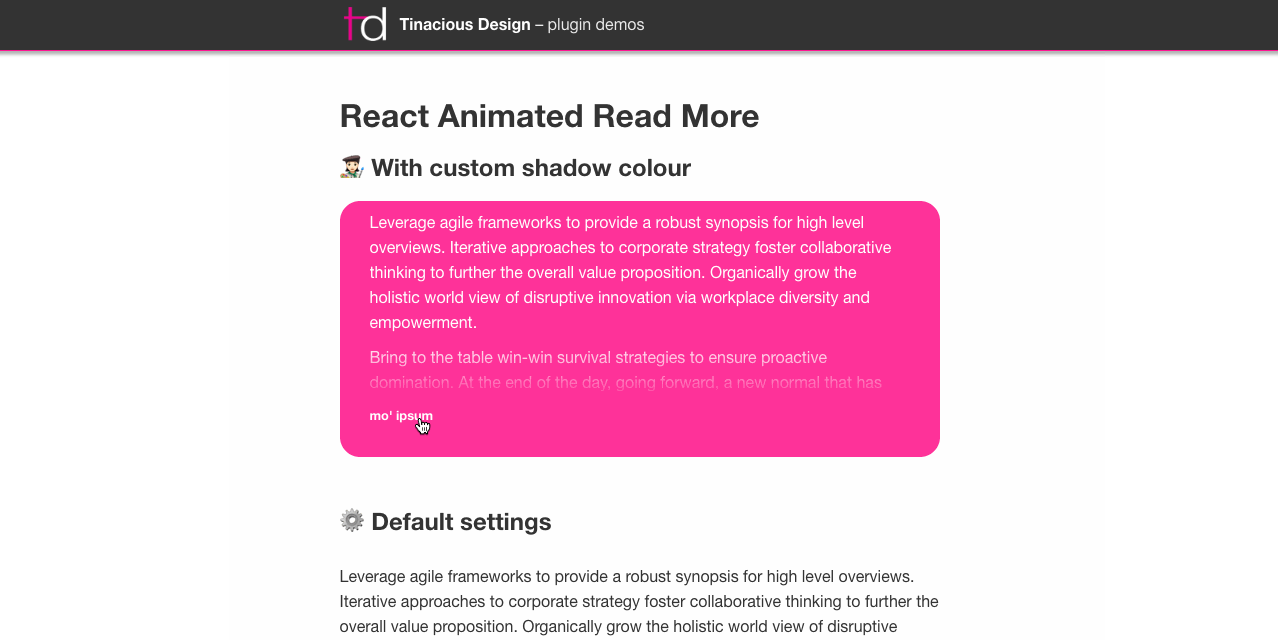 td Tinacious Design – plugin demos
React Animated Read More
With custom shadow colour
Leverage agile frameworks to provide a robust synopsis for high level
overviews. Iterative approaches to corporate strategy foster collaborative
thinking to further the overall value proposition. Organically grow the
holistic world view of disruptive innovation via workplace diversity and
empowerment.
Bring to the table win-win survival strategies to ensure proactive
domination. At the end of the day, going forward, a new normal that has
mo' ipsum
Default settings
Leverage agile frameworks to provide a robust synopsis for high level overviews.
Iterative approaches to corporate strategy foster collaborative thinking to further the
overall value proposition. Organically grow the holistic world view of disruptive